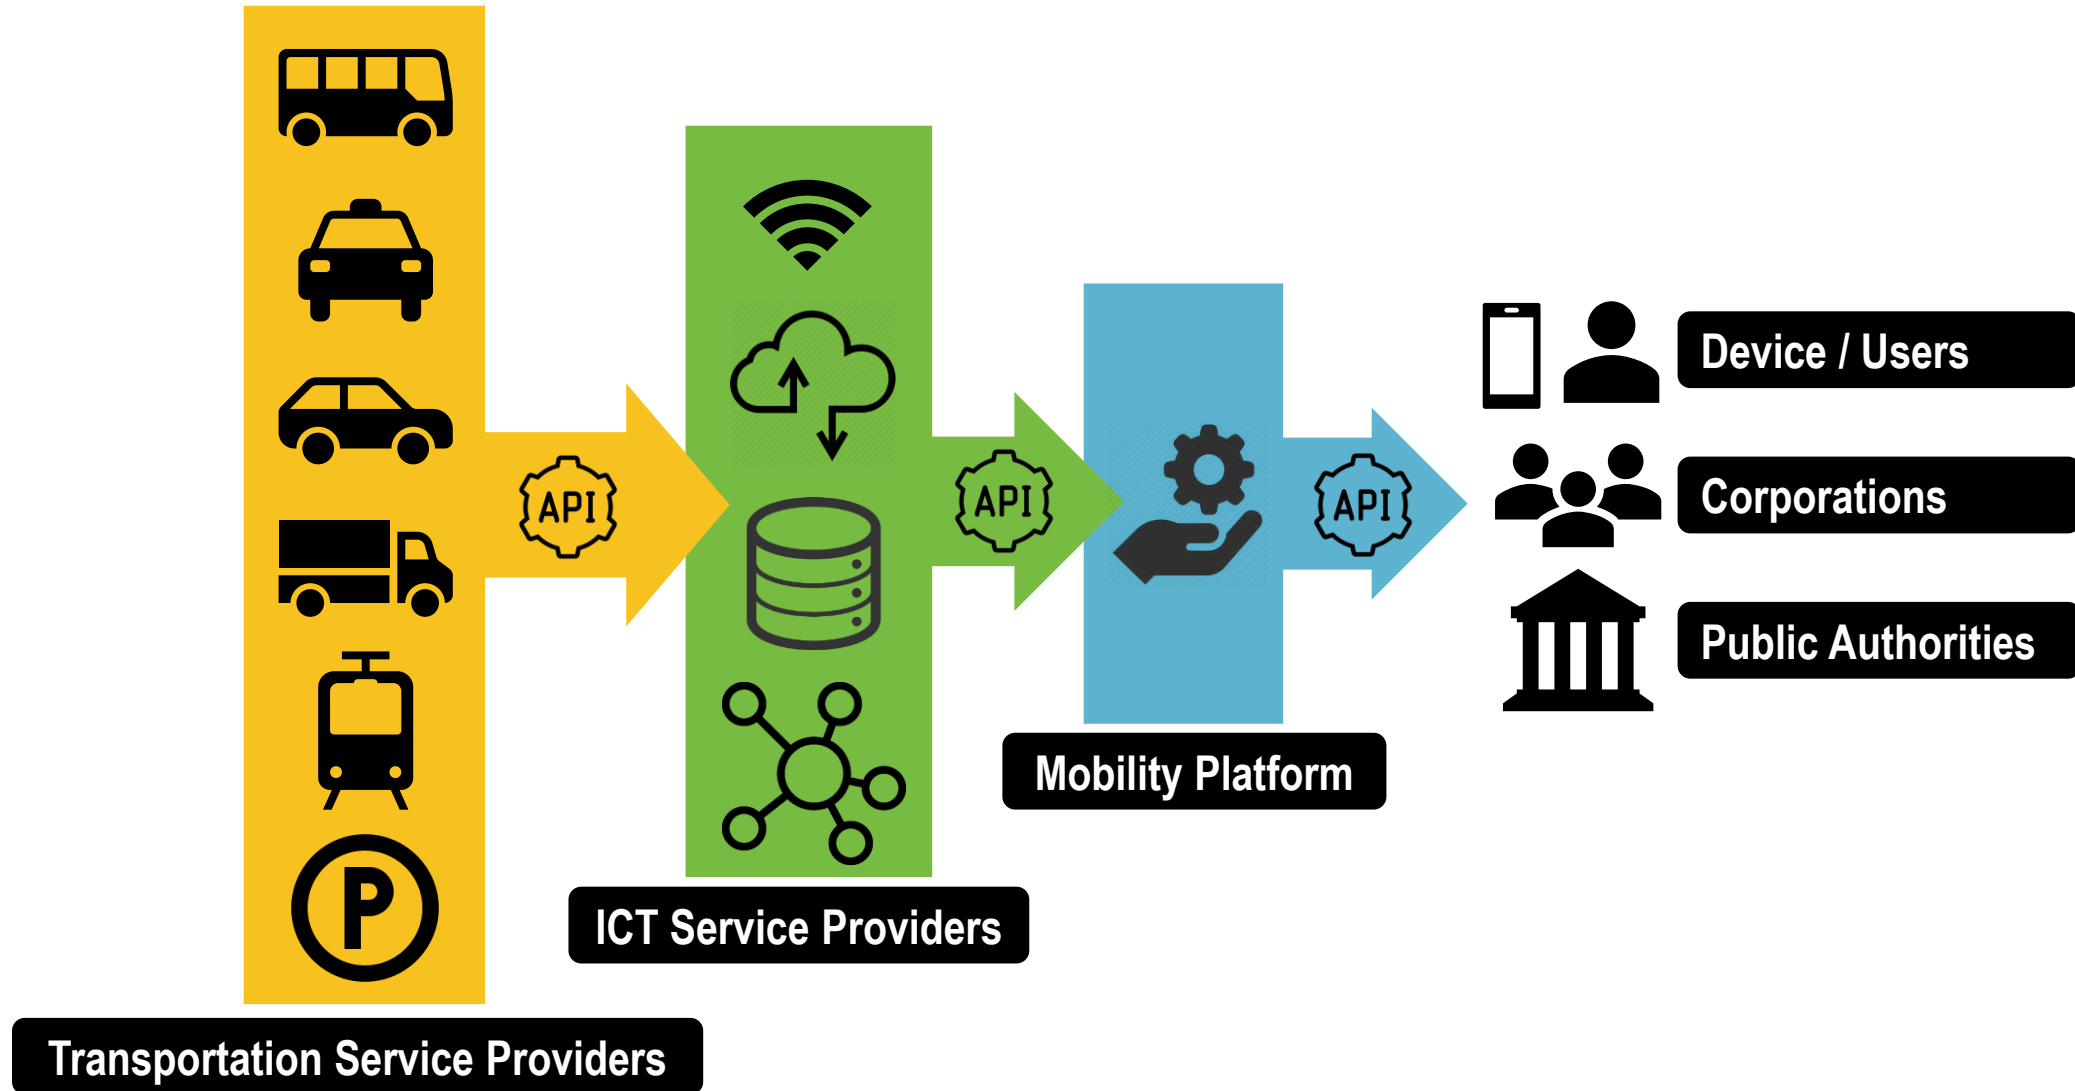 API
API
API
Device / Users
Corporations
Public Authorities
Mobility Platform
P
ICT Service Providers
Transportation Service Providers